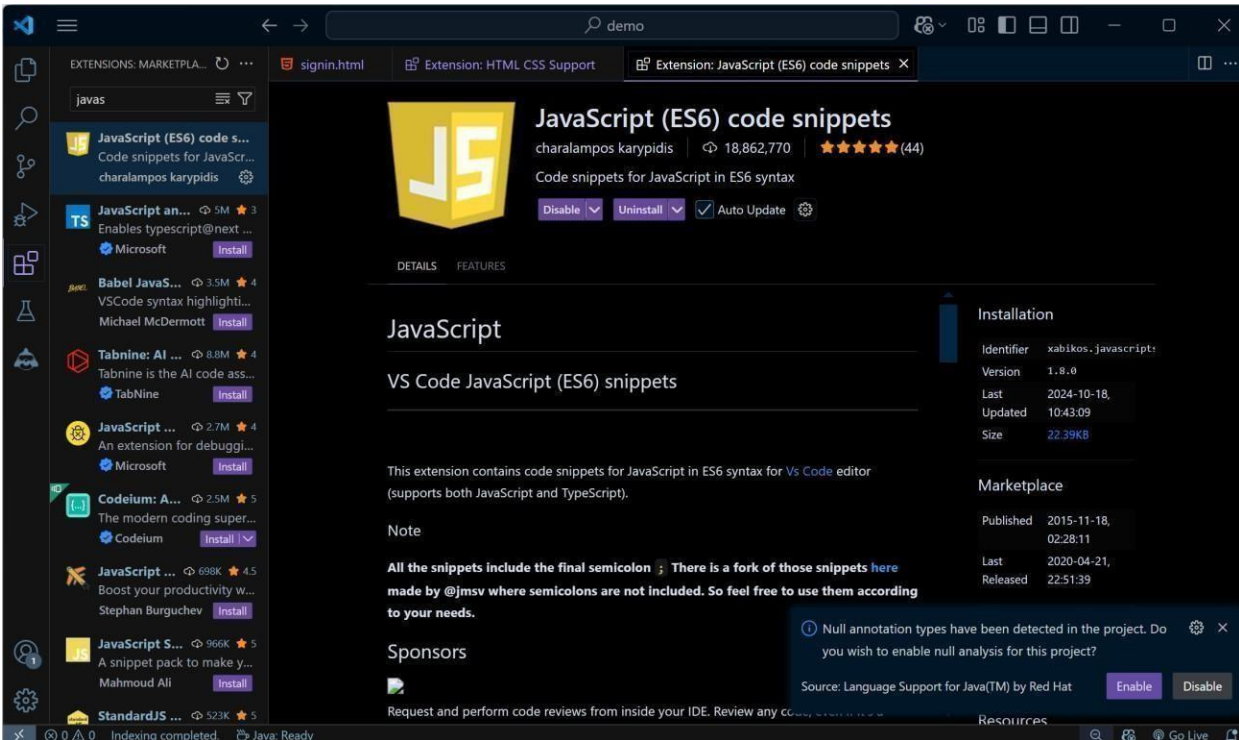 demo
EXTENSIONS: MARKETPLA...
signin.html
Extension: HTML CSS Support
Extension: JavaScript (ES6) code snippets
javas
JavaScript (ES6) code s...
Code snippets for JavaScr...
charalampos karypidis
JavaScript an... 5M 3
Enables typescript@next ...
Microsoft Install
Babel JavaS... 3.5M 4
VSCode syntax highlighti...
Michael McDermott Install
Tabnine: AI ... 8.8M 4
Tabnine is the AI code ass...
TabNine Install
JavaScript ... 2.7M 4
An extension for debuggi...
Microsoft Install
Codeium: A... 2.5M 5
The modern coding super...
Codeium Install
JavaScript ... 698K 4.5
Boost your productivity w...
Stephan Burguchev Install
JavaScript S... 966K 5
A snippet pack to make y...
Mahmoud Ali Install
StandardJS ... 523K 5
JS
JavaScript (ES6) code snippets
charalampos karypidis 18,862,770 (44)
Code snippets for JavaScript in ES6 syntax
Disable Uninstall Auto Update
DETAILS FEATURES
JavaScript
VS Code JavaScript (ES6) snippets
This extension contains code snippets for JavaScript in ES6 syntax for Vs Code editor
(supports both JavaScript and TypeScript).
Note
All the snippets include the final semicolon ; There is a fork of those snippets here
made by @jmsv where semicolons are not included. So feel free to use them according
to your needs.
Sponsors
Request and perform code reviews from inside your IDE. Review any
Installation
Identifier xabikos.javascripts
Version 1.8.0
Last Updated 2024-10-18, 10:43:09
Size 22.39KB
Marketplace
Published 2015-11-18, 02:28:11
Last Released 2020-04-21, 22:51:39
Resources
Null annotation types have been detected in the project. Do
you wish to enable null analysis for this project?
Source: Language Support for Java(TM) by Red Hat Enable Disable
0 0 Indexing completed. Java: Ready Go Live